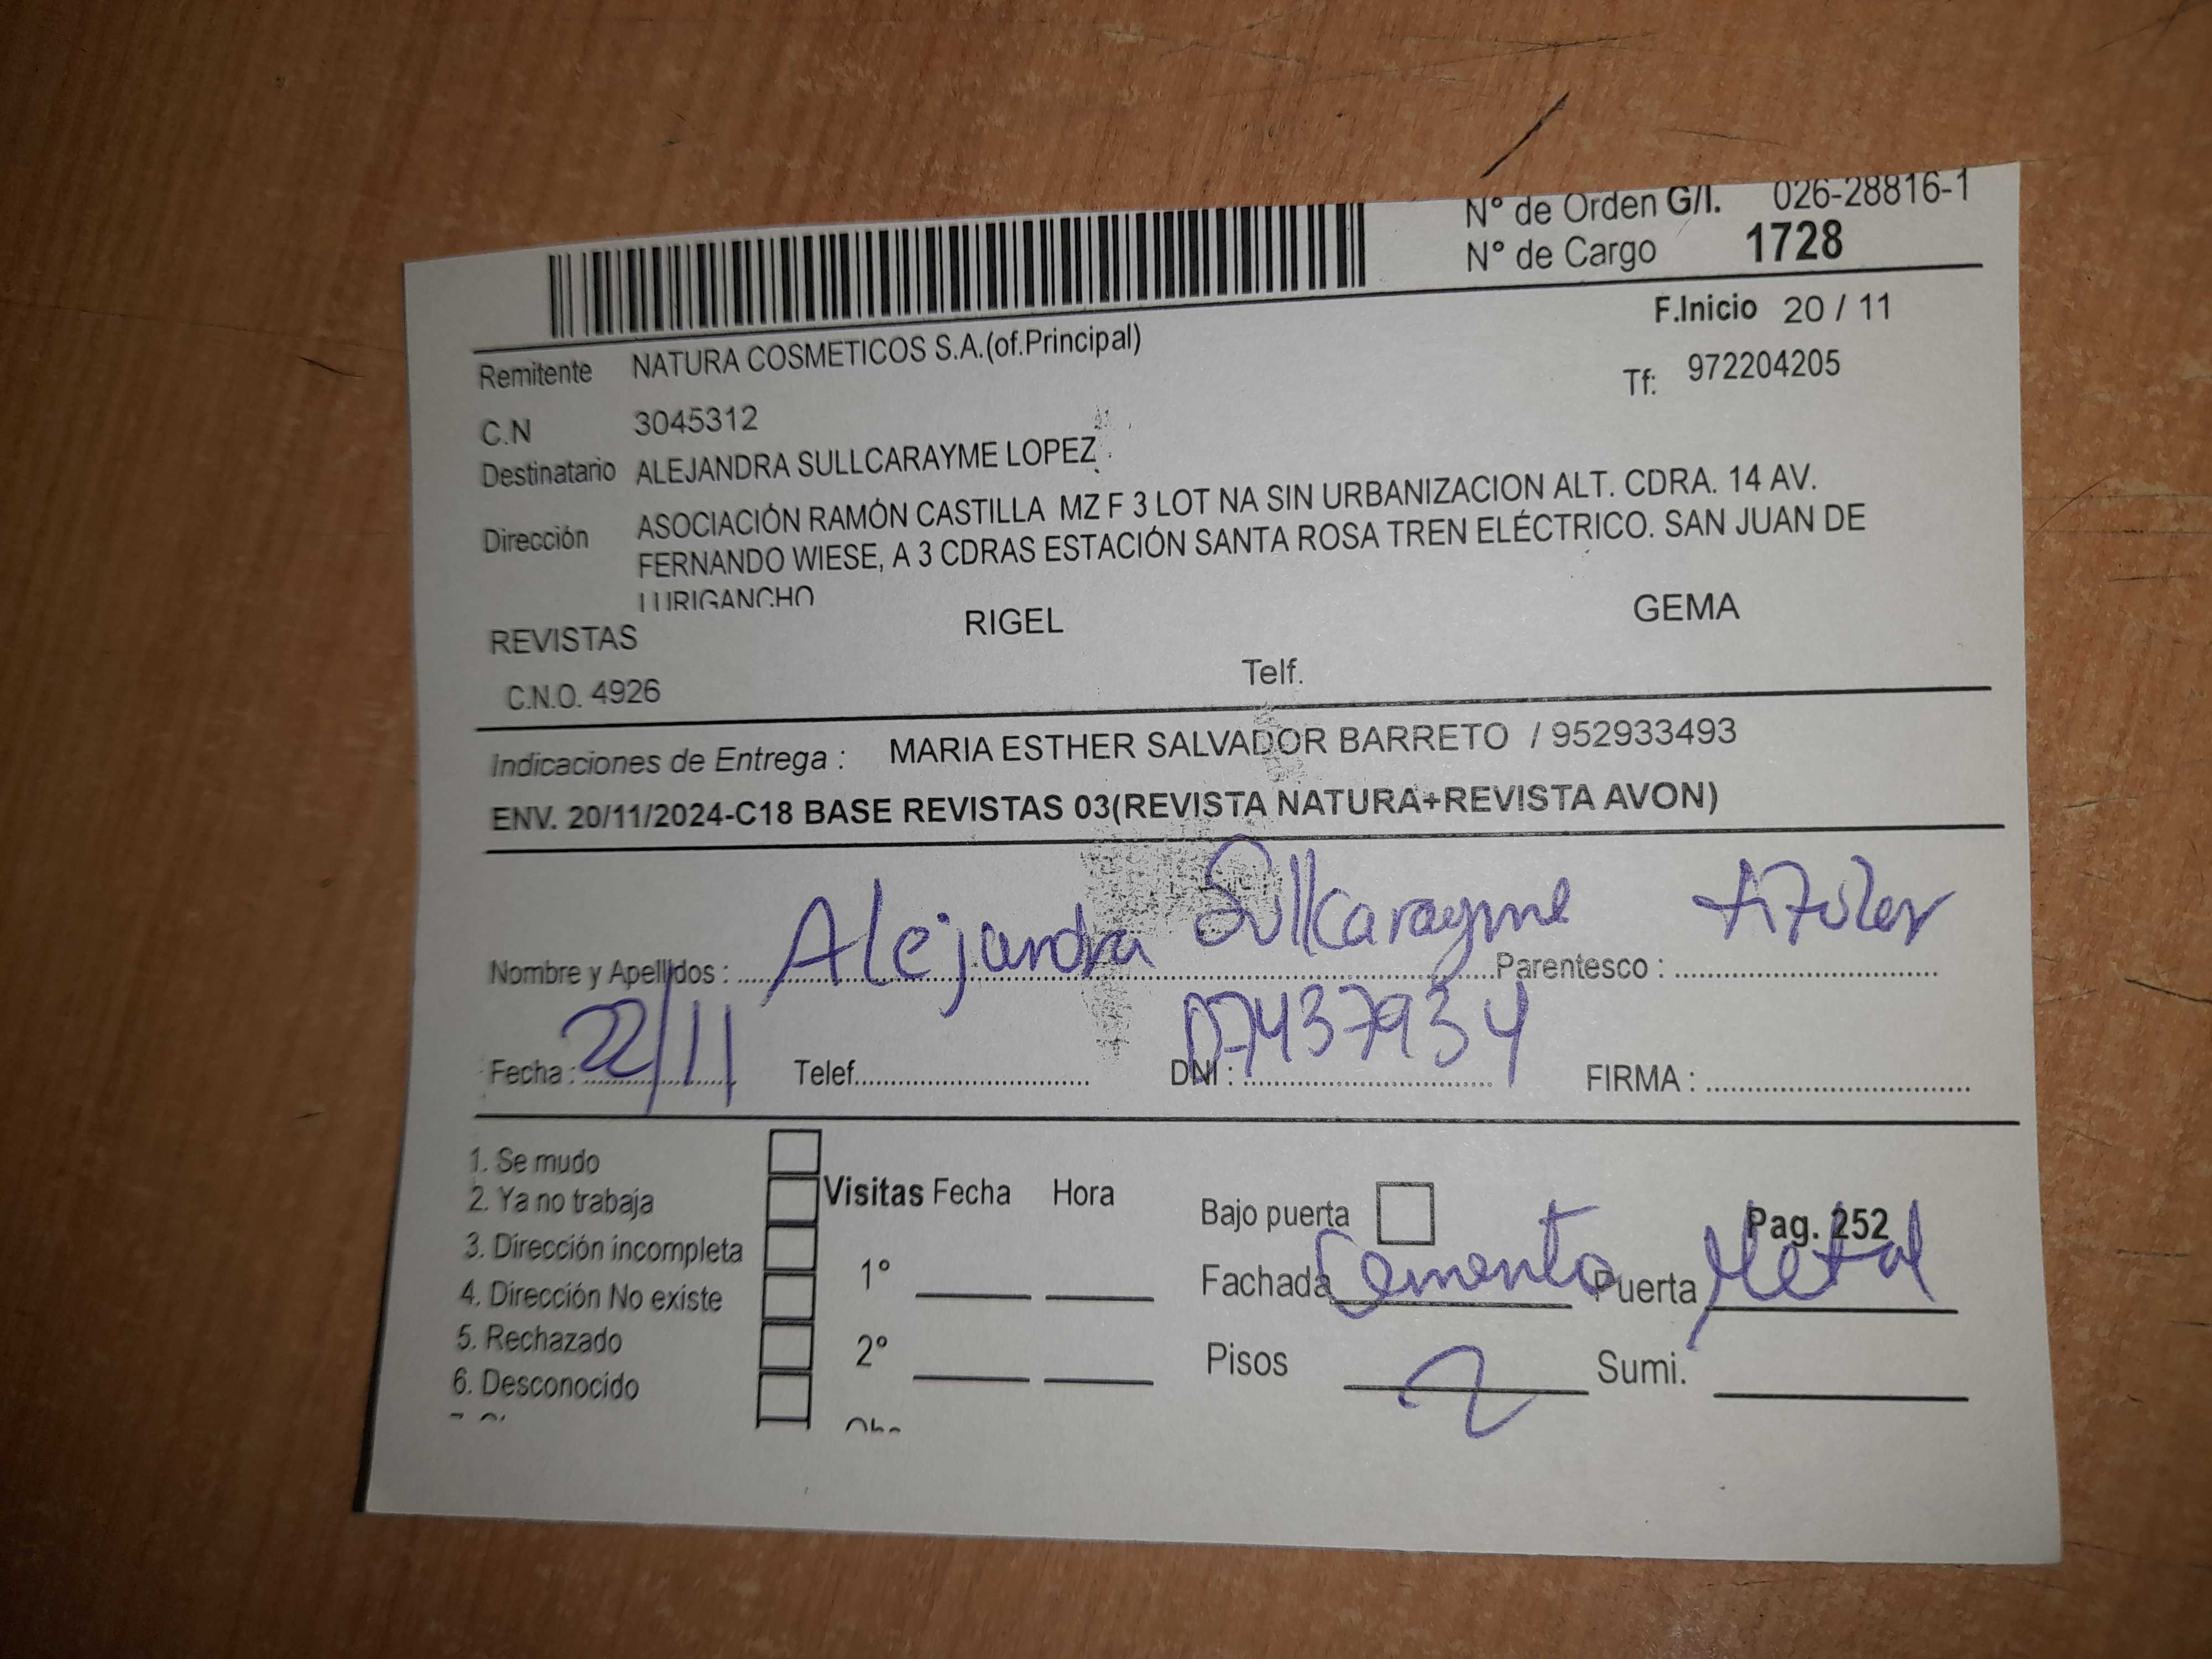 N° de Orden G/I. 026-28816-1
N° de Cargo 1728
F.Inicio 20 / 11
Remitente NATURA COSMETICOS S.A.(of.Principal)
Tf: 972204205
C.N 3045312
Destinatario ALEJANDRA SULLCARAYME LOPEZ
Dirección ASOCIACIÓN RAMÓN CASTILLA MZ F 3 LOT NA SIN URBANIZACION ALT. CDRA. 14 AV.
FERNANDO WIESE, A 3 CDRAS ESTACIÓN SANTA ROSA TREN ELÉCTRICO. SAN JUAN DE
LURIGANCHO
REVISTAS RIGEL GEMA
C.N.O. 4926 Telf.
Indicaciones de Entrega : MARIA ESTHER SALVADOR BARRETO / 952933493
ENV. 20/11/2024-C18 BASE REVISTAS 03(REVISTA NATURA+REVISTA AVON)
Nombre y Apellidos : Alejandra Sullcarayme Parentesco : titular
Fecha : 22/11 Telef. DNI : 07437934 FIRMA :
1. Se mudo
2. Ya no trabaja
3. Dirección incompleta
4. Dirección No existe
5. Rechazado
6. Desconocido
Visitas Fecha Hora
1°
2°
Bajo puerta Pag. 252
Fachada Cemento Puerta Metal
Pisos 2 Sumi.